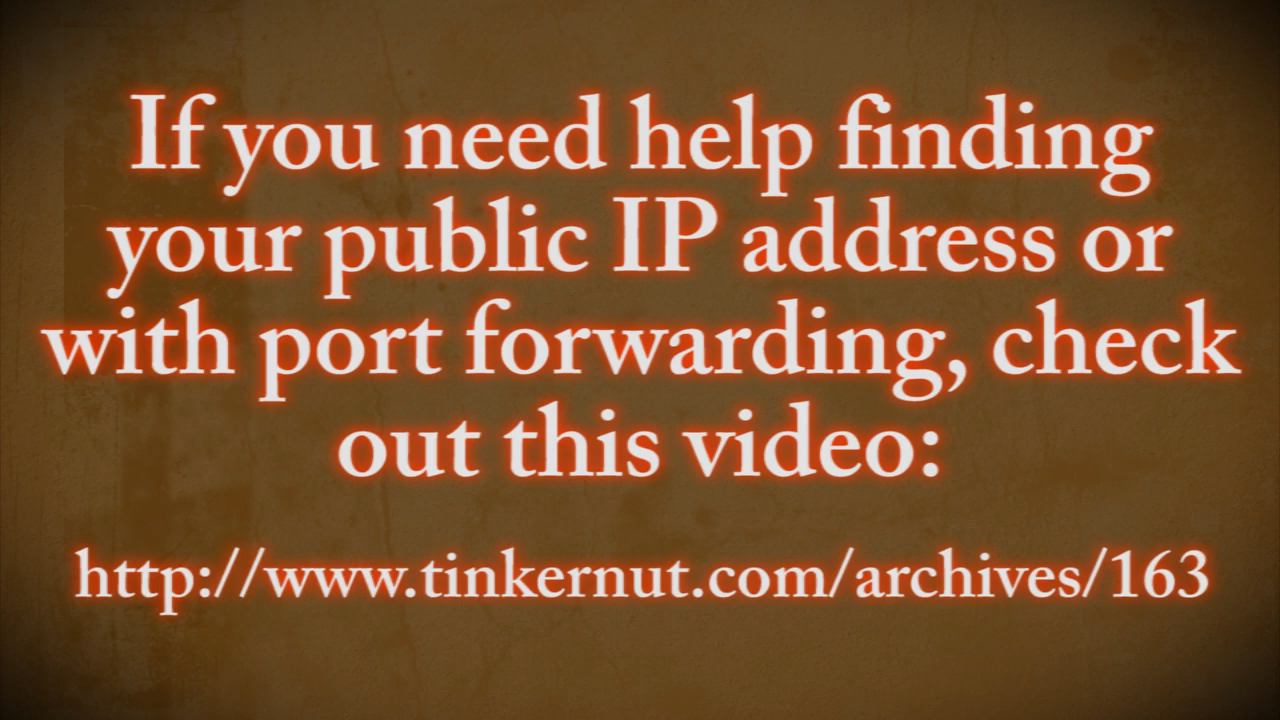 If you need help finding
your public IP address or
with port forwarding, check
out this video:
http://www.tinkernut.com/archives/163